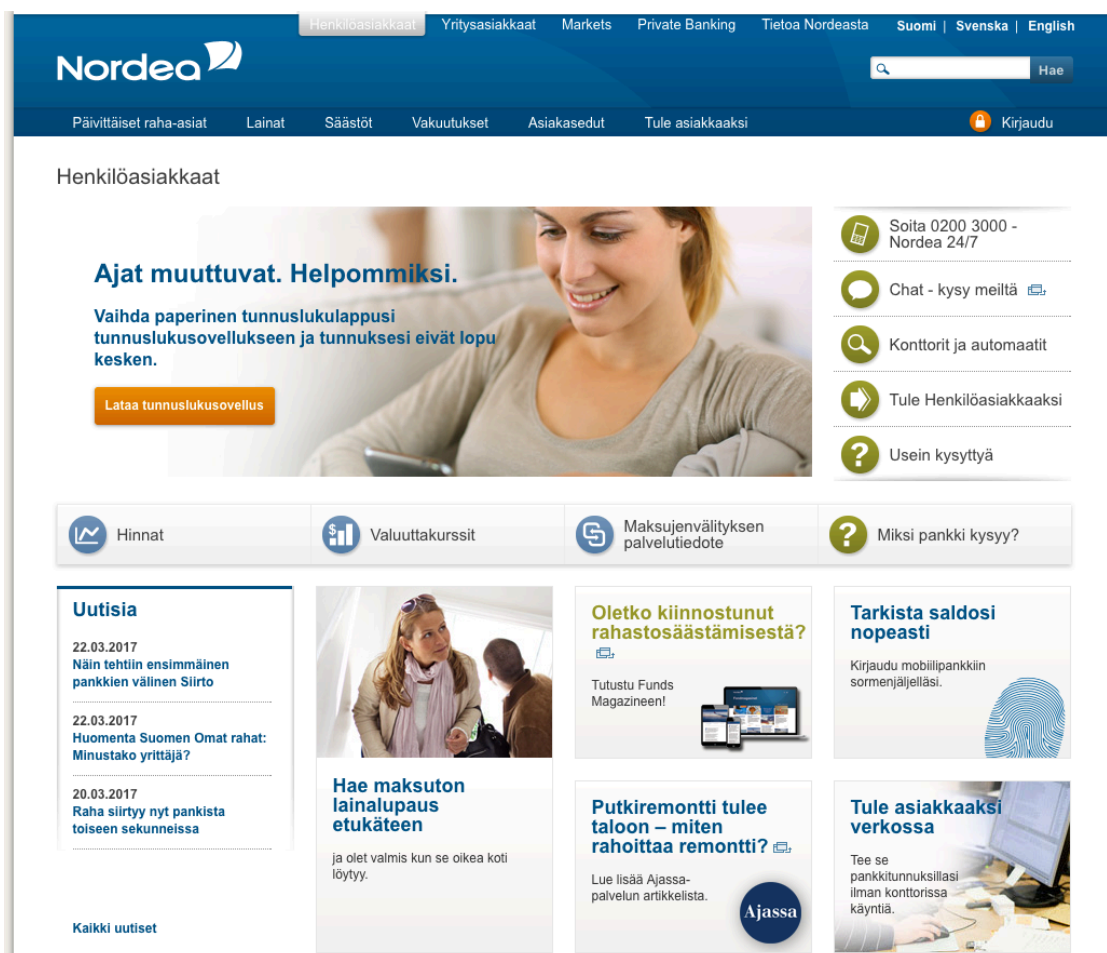 Henkilöasiakkaat Yritysasiakkaat Markets Private Banking Tietoa Nordeasta Suomi | Svenska | English
Nordea
Hae
Päivittäiset raha-asiat Lainat Säästöt Vakuutukset Asiakasedut Tule asiakkaaksi Kirjaudu
Henkilöasiakkaat
Ajat muuttuvat. Helpommiksi.
Vaihda paperinen tunnuslukulappusi
tunnuslukusovellukseen ja tunnuksesi eivät lopu
kesken.
Lataa tunnuslukusovellus
Soita 0200 3000 -
Nordea 24/7
Chat - kysy meiltä
Konttorit ja automaatit
Tule Henkilöasiakkaaksi
Usein kysyttyä
Hinnat
Valuuttakurssit
Maksujenvälityksen
palvelutiedote
Miksi pankki kysyy?
Uutisia
22.03.2017
Näin tehtiin ensimmäinen
pankkien välinen Siirto
22.03.2017
Huomenta Suomen Omat rahat:
Minustako yrittäjä?
20.03.2017
Raha siirtyy nyt pankista
toiseen sekunneissa
Kaikki uutiset
Hae maksuton
lainalupaus
etukäteen
ja olet valmis kun se oikea koti
löytyy.
Oletko kiinnostunut
rahastosäästämisestä?
Tutustu Funds
Magazineen!
Tarkista saldosi
nopeasti
Kirjaudu mobiilipankkiin
sormenjäljelläsi.
Putkiremontti tulee
taloon – miten
rahoittaa remontti?
Lue lisää Ajassa-
palvelun artikkelista.
Ajassa
Tule asiakkaaksi
verkossa
Tee se
pankkitunnuksillasi
ilman konttorissa
käyntiä.